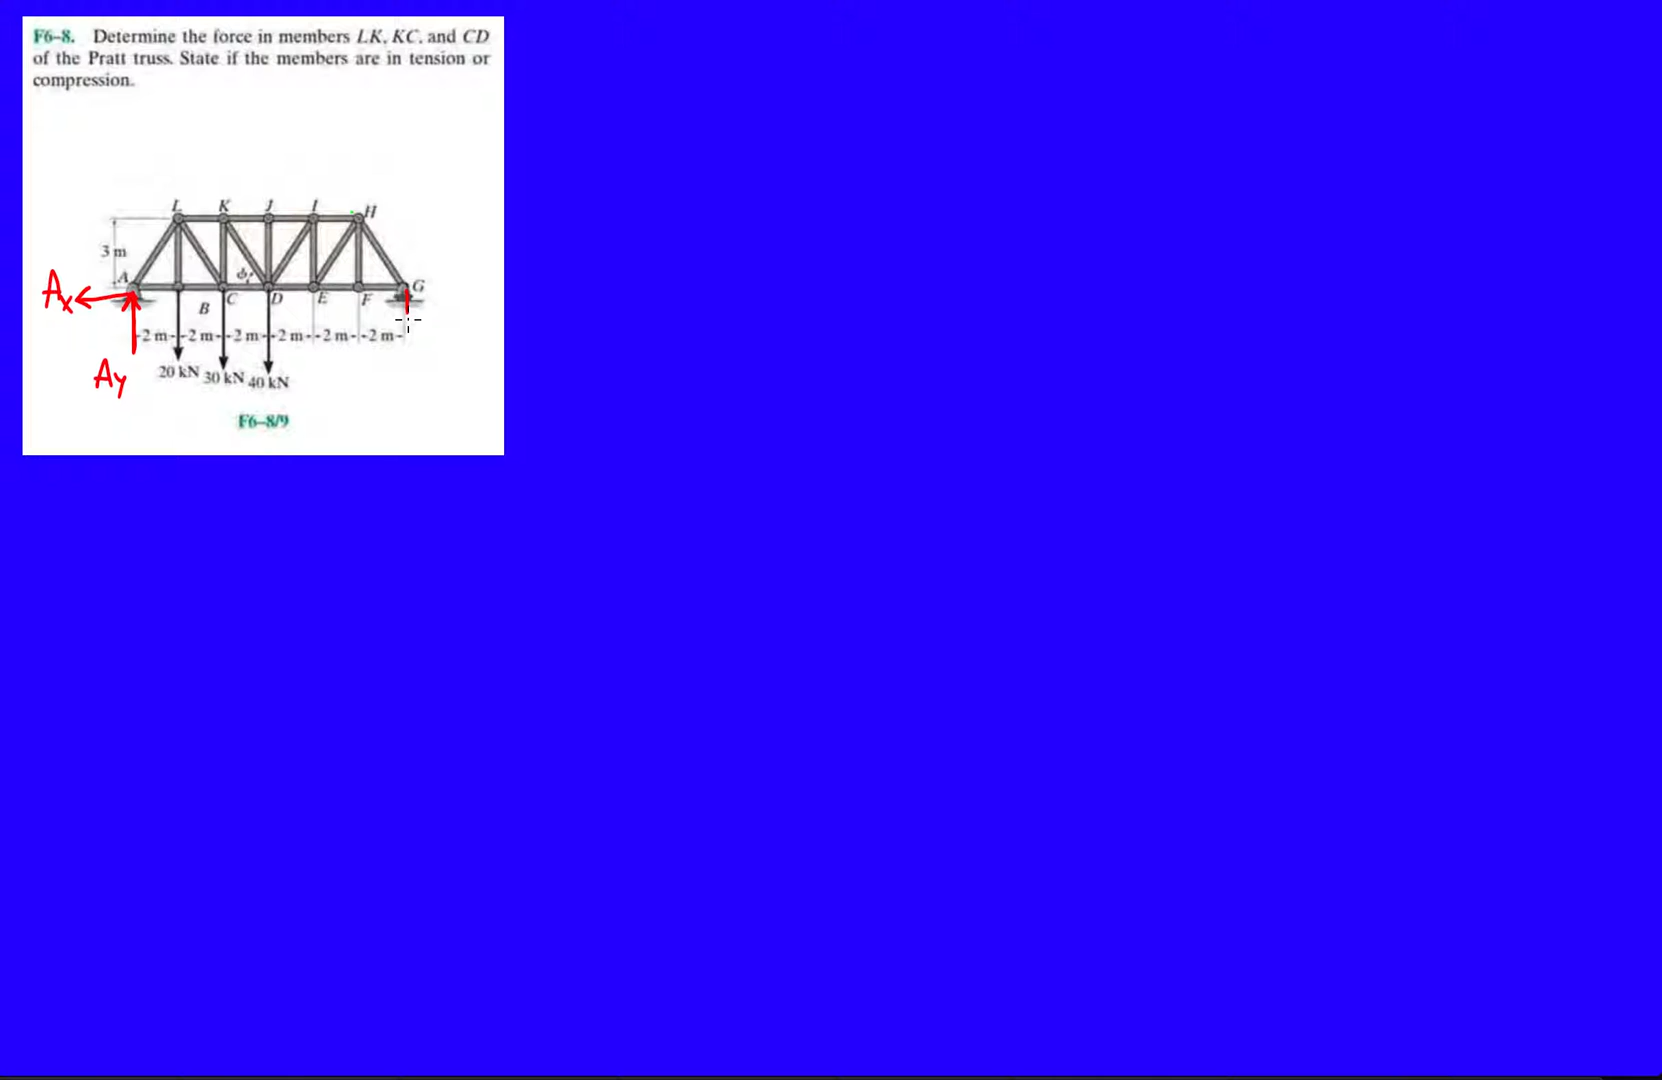 F6–8. Determine the force in members LK, KC, and CD
of the Pratt truss. State if the members are in tension or
compression.
L K J I H
3 m
A
G
Ax
B C D E F
2 m 2 m 2 m 2 m 2 m 2 m
Ay
20 kN 30 kN 40 kN
F6–8/9